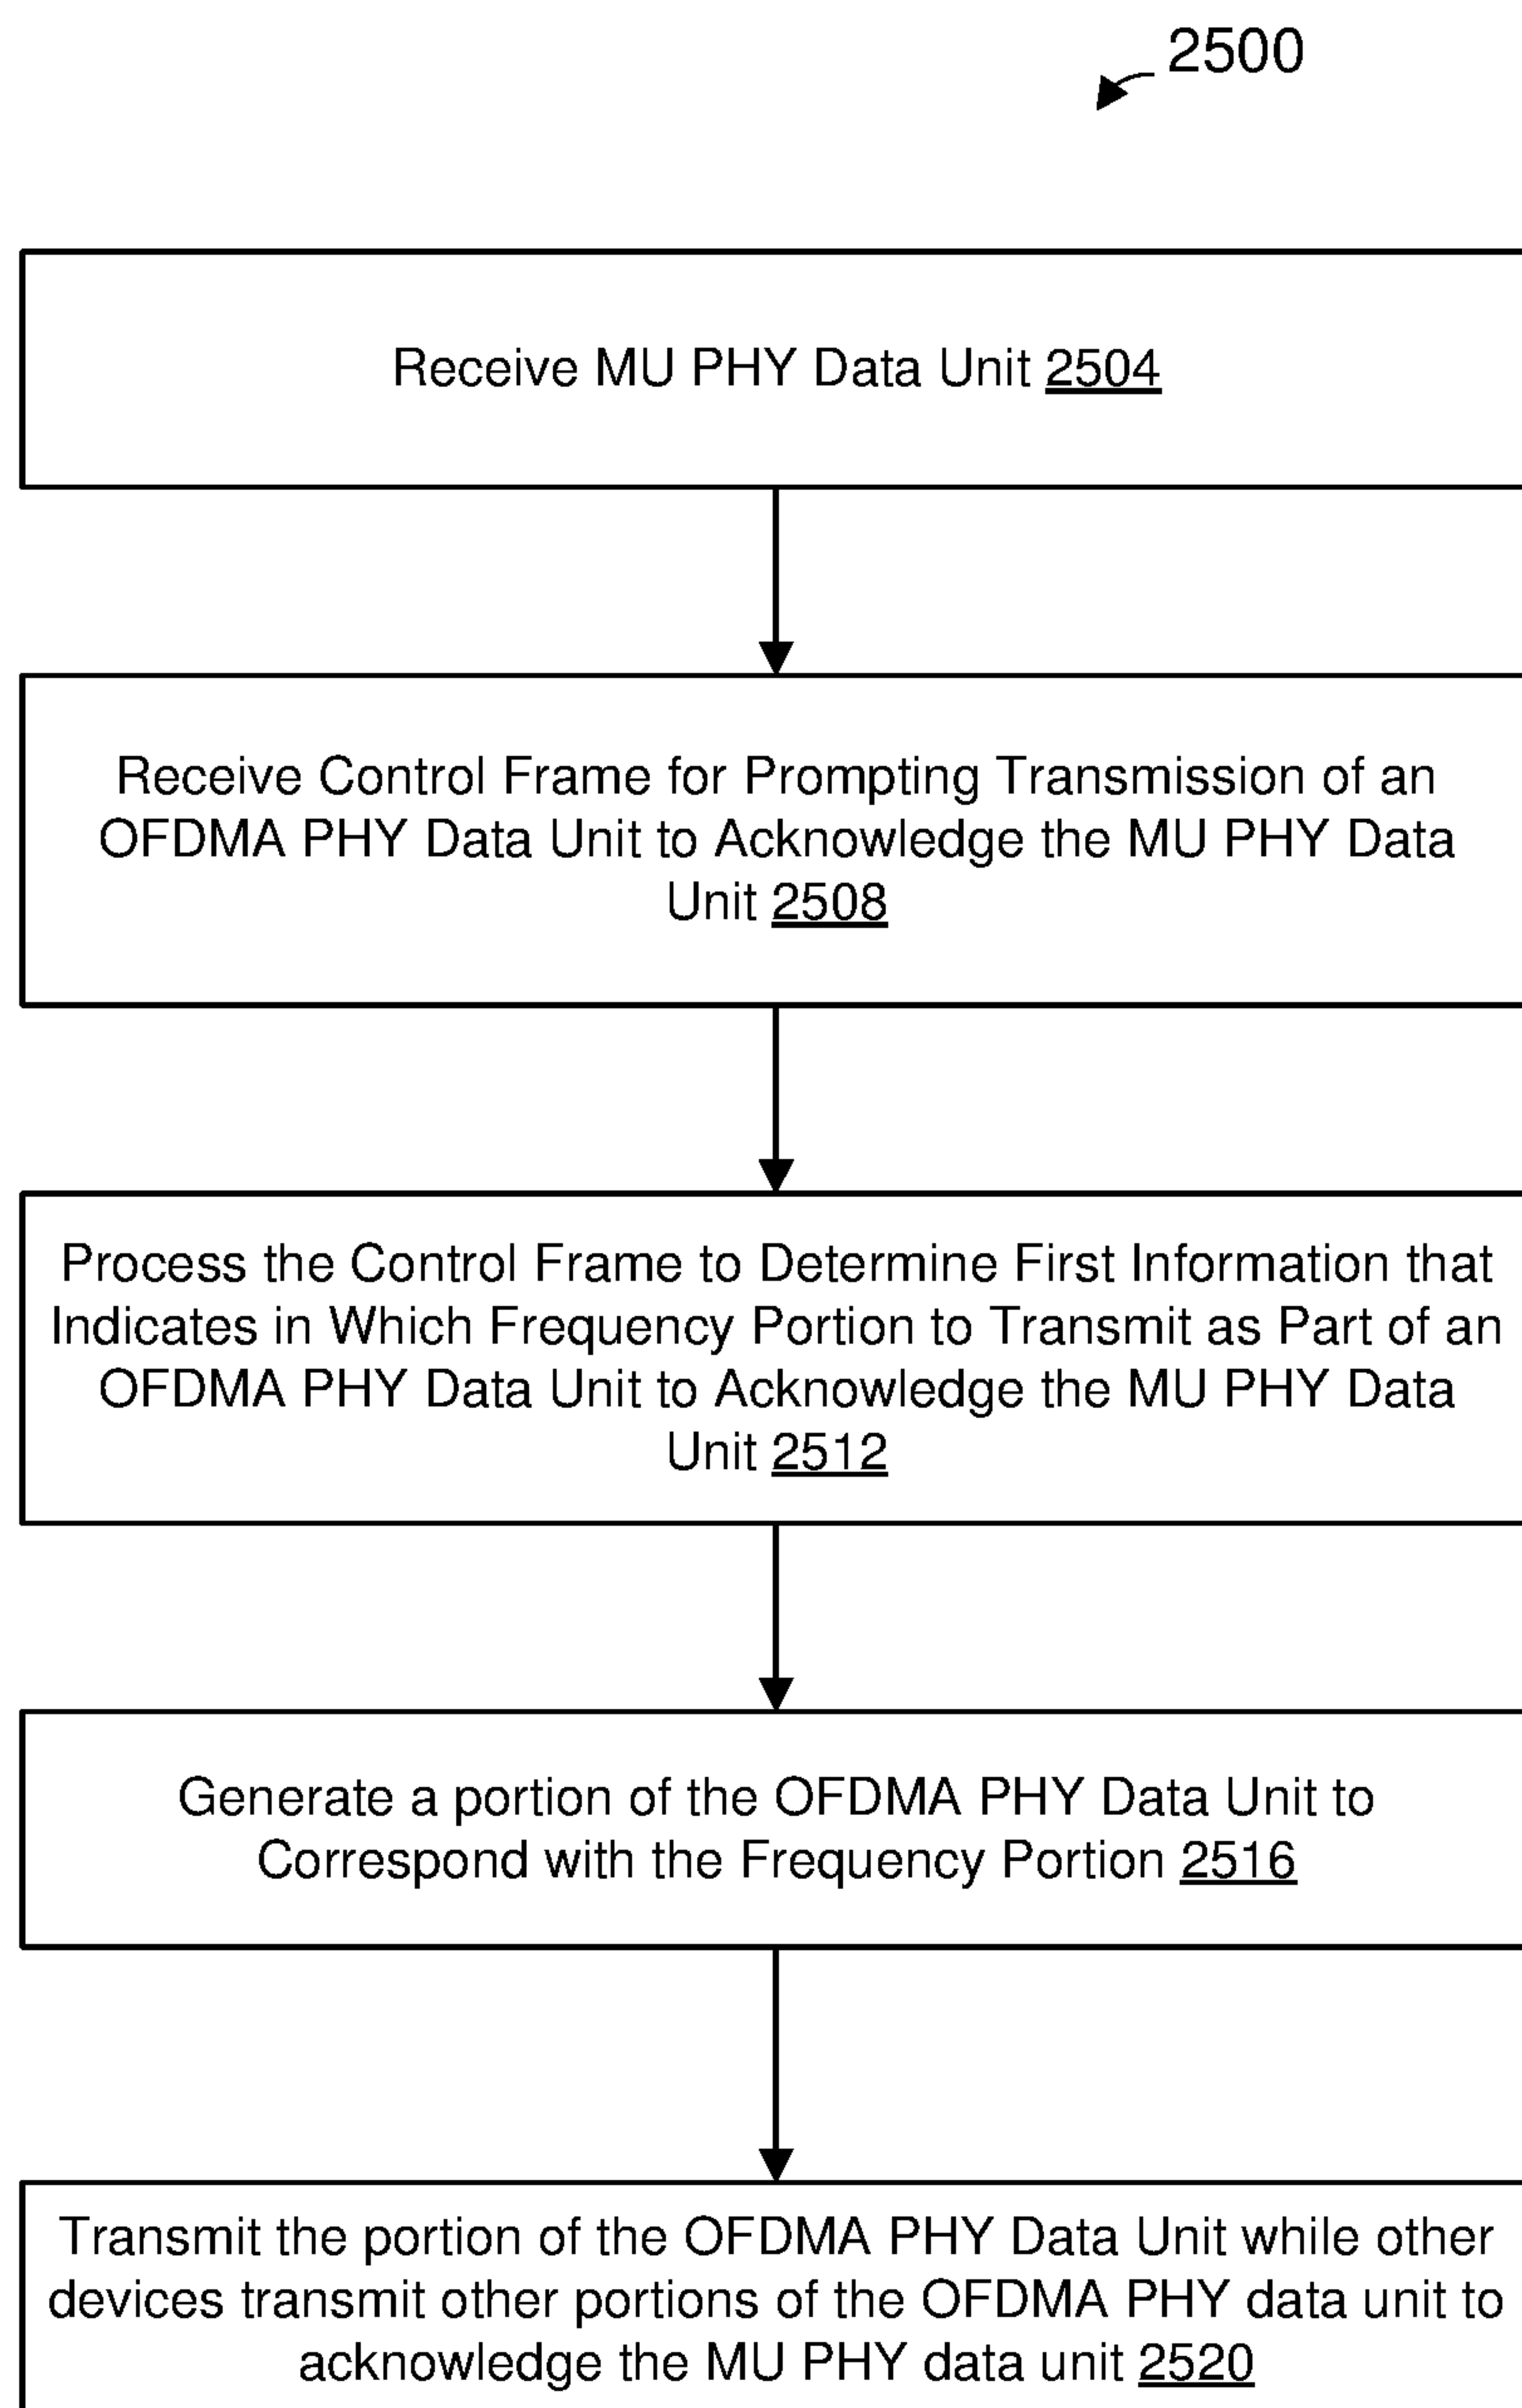 2500
Receive MU PHY Data Unit 2504
Receive Control Frame for Prompting Transmission of an
OFDMA PHY Data Unit to Acknowledge the MU PHY Data
Unit 2508
Process the Control Frame to Determine First Information that
Indicates in Which Frequency Portion to Transmit as Part of an
OFDMA PHY Data Unit to Acknowledge the MU PHY Data
Unit 2512
Generate a portion of the OFDMA PHY Data Unit to
Correspond with the Frequency Portion 2516
Transmit the portion of the OFDMA PHY Data Unit while other
devices transmit other portions of the OFDMA PHY data unit to
acknowledge the MU PHY data unit 2520